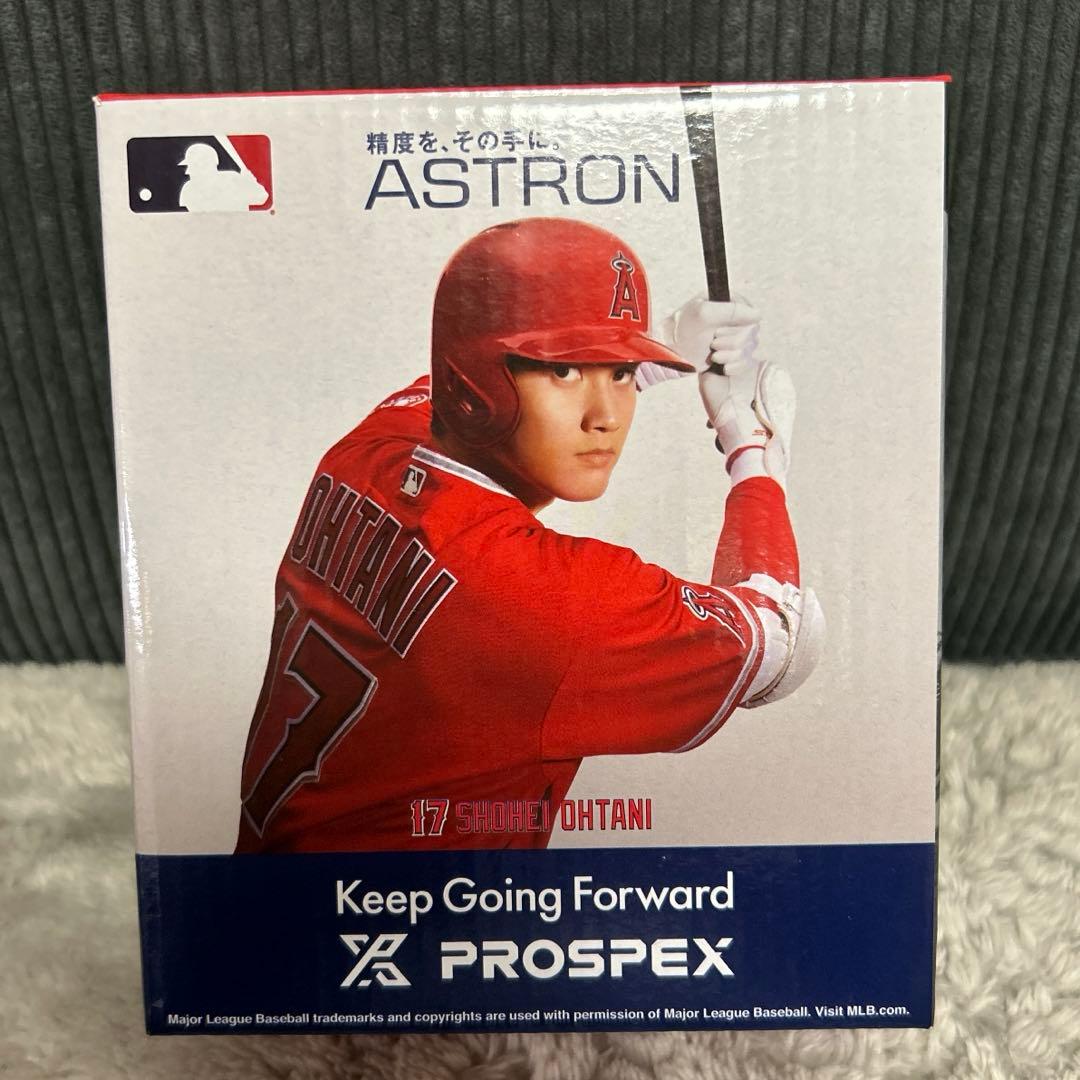 精度を、その手に。
ASTRON
A
OHTANI
17
A
17 SHOHEI OHTANI
Keep Going Forward
PROSPEX
Major League Baseball trademarks and copyrights are used with permission of Major League Baseball. Visit MLB.com.